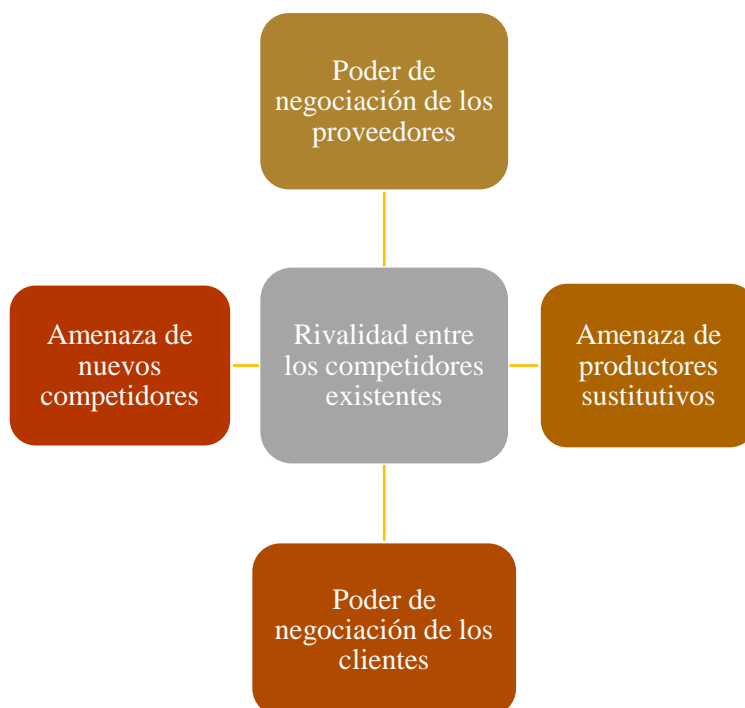 Poder de
negociación de los
proveedores
Amenaza de
nuevos
competidores
Rivalidad entre
los competidores
existentes
Amenaza de
productores
sustitutivos
Poder de
negociación de los
clientes